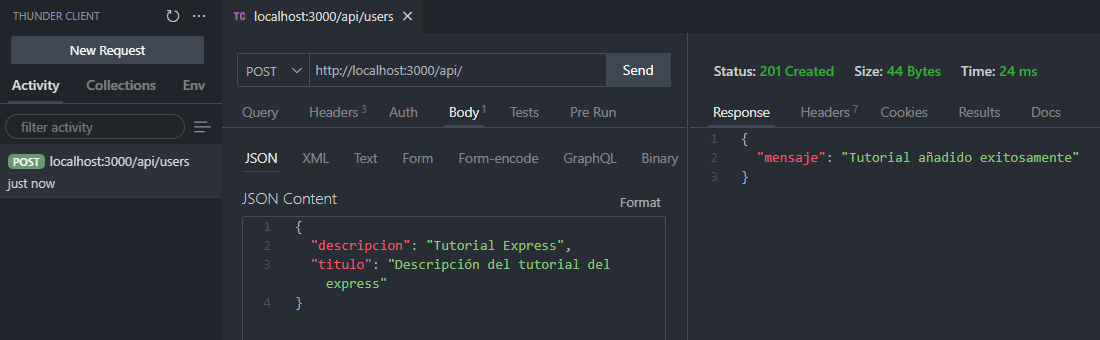 THUNDER CLIENT
New Request
Activity Collections Env
filter activity
POST localhost:3000/api/users
just now
TC localhost:3000/api/users
POST http://localhost:3000/api/ Send
Query Headers 3 Auth Body 1 Tests Pre Run
JSON XML Text Form Form-encode GraphQL Binary
JSON Content Format
1 {
2 "descripcion": "Tutorial Express",
3 "titulo": "Descripción del tutorial del
express"
4 }
Status: 201 Created Size: 44 Bytes Time: 24 ms
Response Headers 7 Cookies Results Docs
1 {
2 "mensaje": "Tutorial añadido exitosamente"
3 }